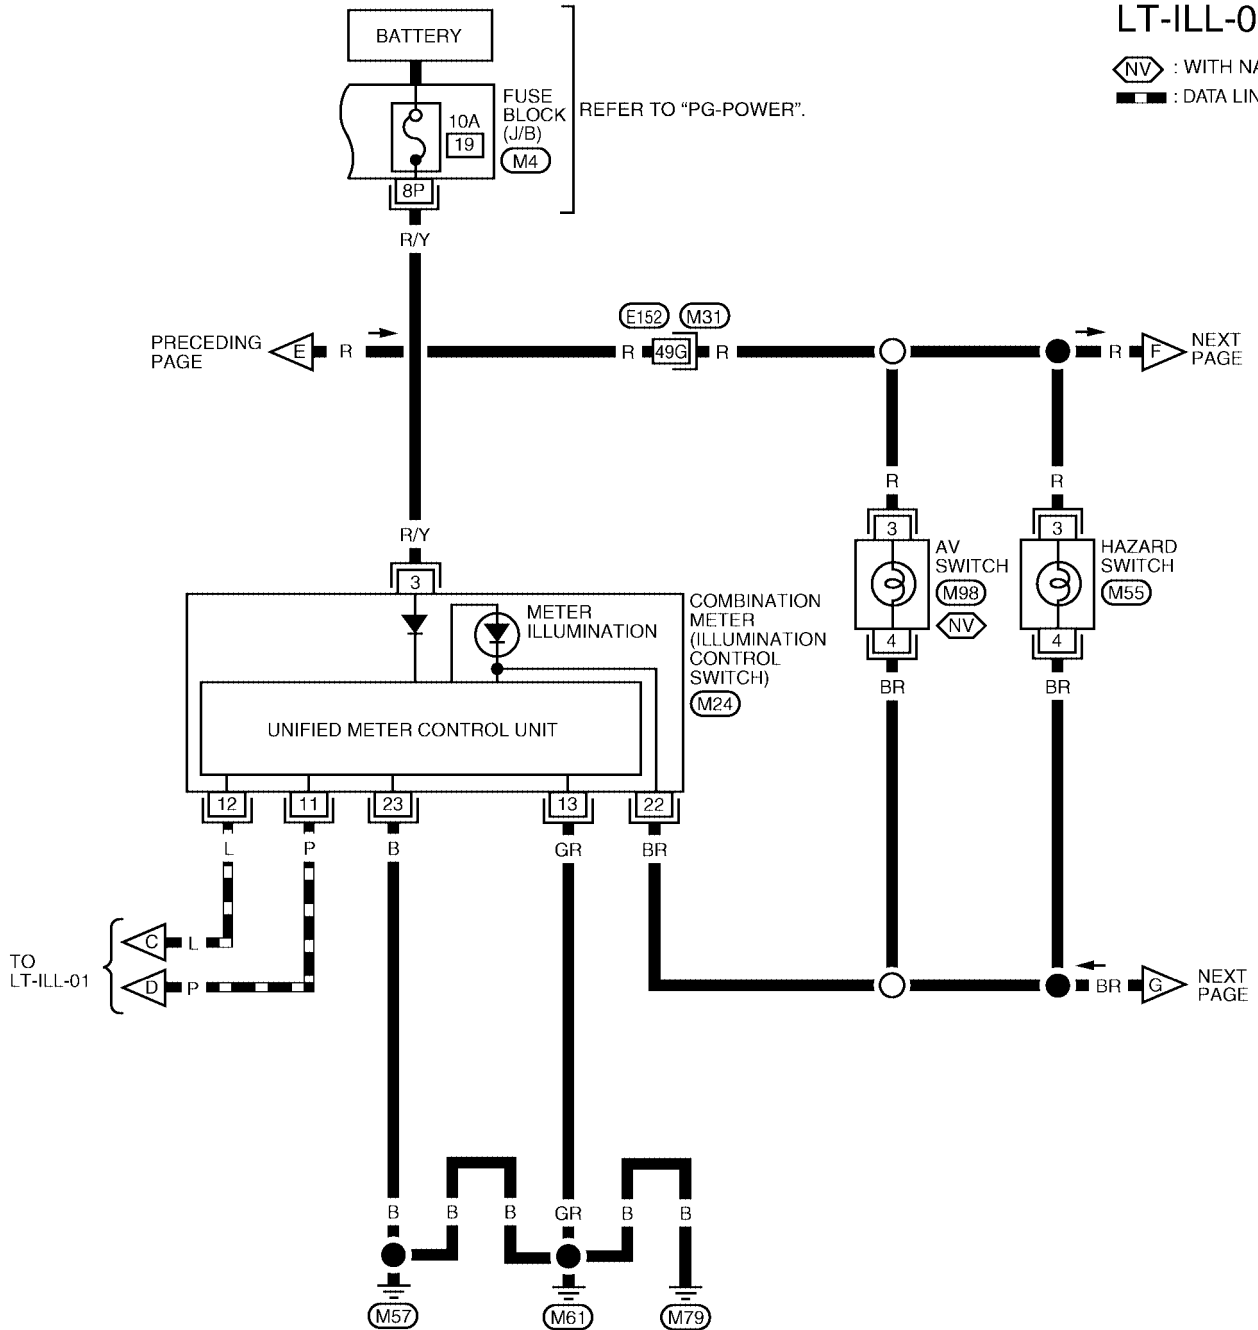 LT-ILL-0
NV : WITH NA
: DATA LIN
BATTERY
FUSE
BLOCK
(J/B)
M4
10A
19
8P
REFER TO “PG-POWER”.
R/Y
PRECEDING
PAGE
E
R
R
E152
M31
49G
R
R
F
NEXT
PAGE
R
R
R/Y
3
3
3
AV
SWITCH
M98
NV
HAZARD
SWITCH
M55
4
4
BR
BR
METER
ILLUMINATION
COMBINATION
METER
(ILLUMINATION
CONTROL
SWITCH)
M24
UNIFIED METER CONTROL UNIT
12
11
23
13
22
L
P
B
GR
BR
TO
LT-ILL-01
C
L
D
P
BR
G
NEXT
PAGE
B
B
B
GR
B
B
M57
M61
M79